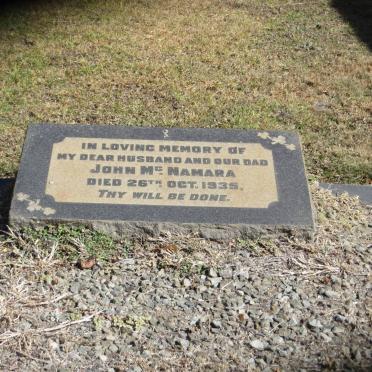 IN LOVING MEMORY OF
MY DEAR HUSBAND AND OUR DAD
JOHN MC NAMARA
DIED 26TH OCT. 1935.
THY WILL BE DONE.